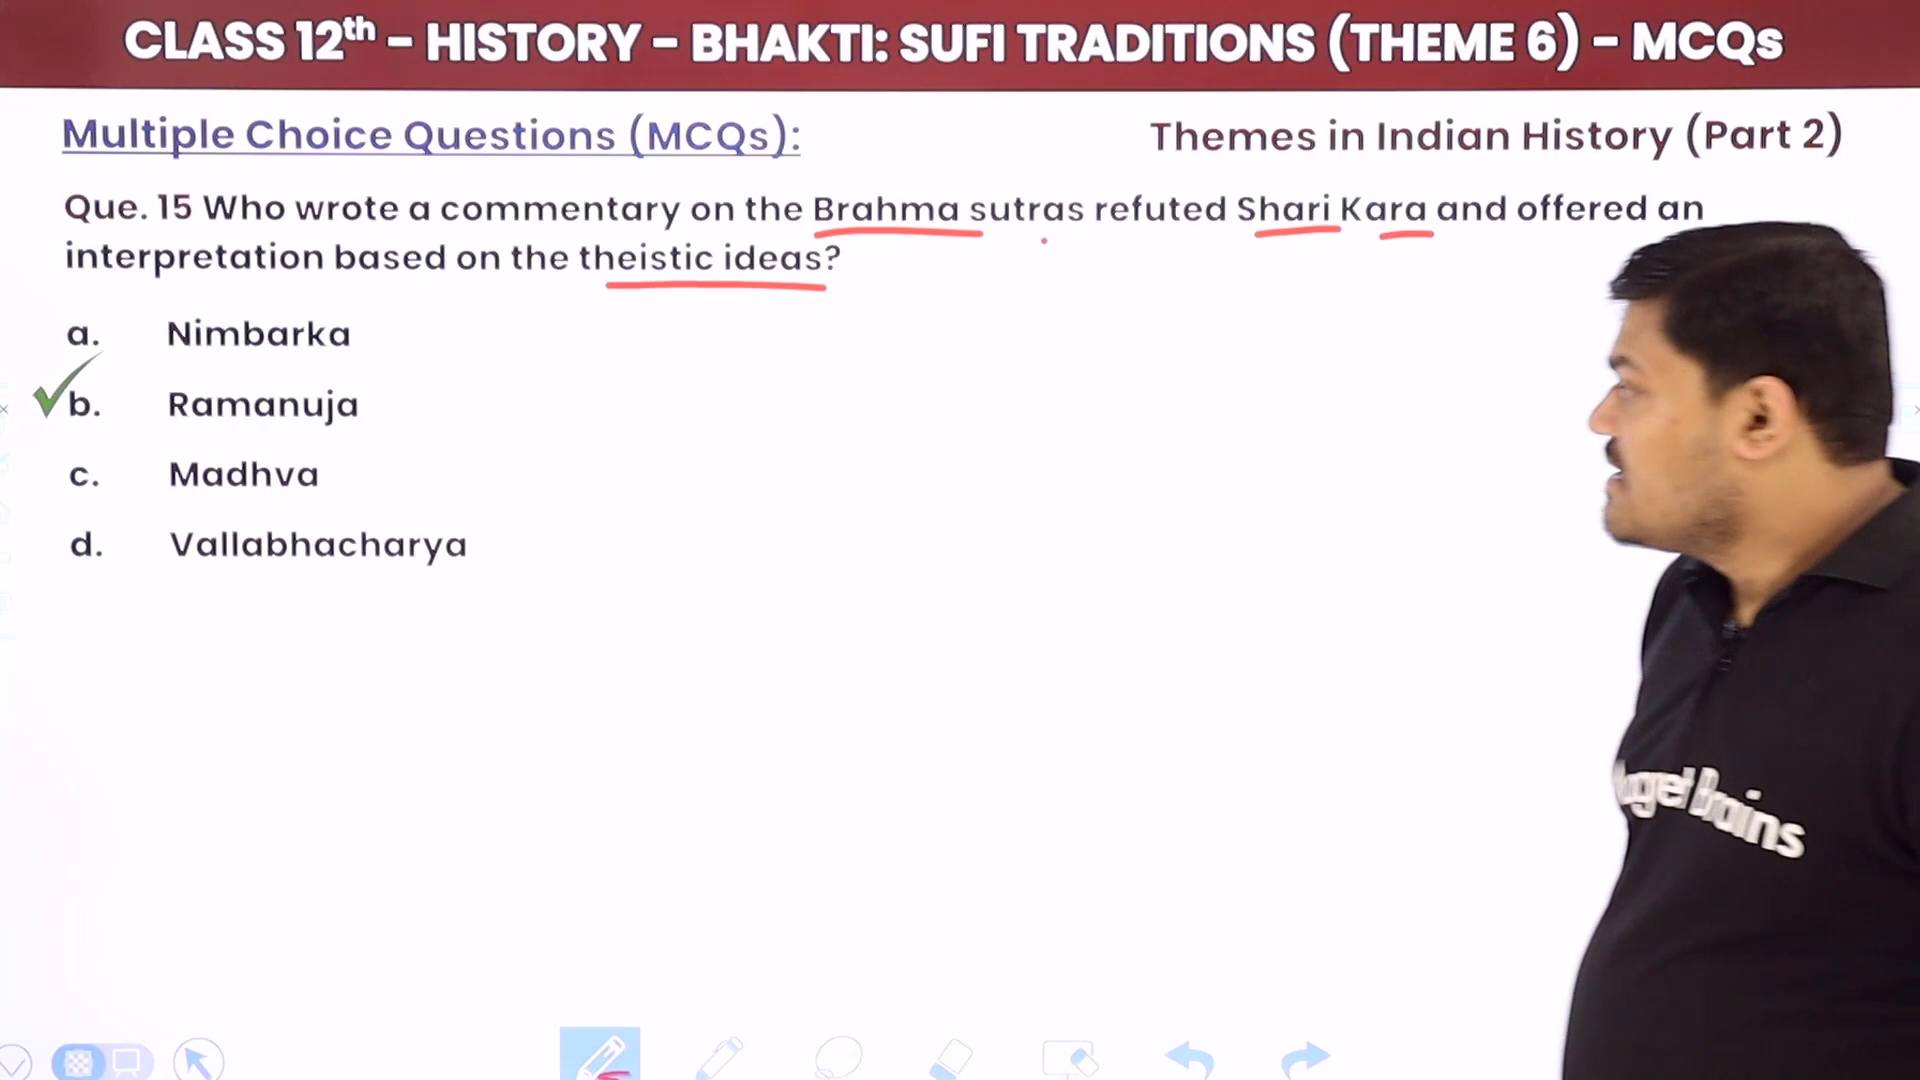 CLASS 12th - HISTORY - BHAKTI: SUFI TRADITIONS (THEME 6) - MCQs
Multiple Choice Questions (MCQs):
Themes in Indian History (Part 2)
Que. 15 Who wrote a commentary on the Brahma sutras refuted Shari Kara and offered an
interpretation based on the theistic ideas?
a. Nimbarka
b. Ramanuja
c. Madhva
d. Vallabhacharya
Brains